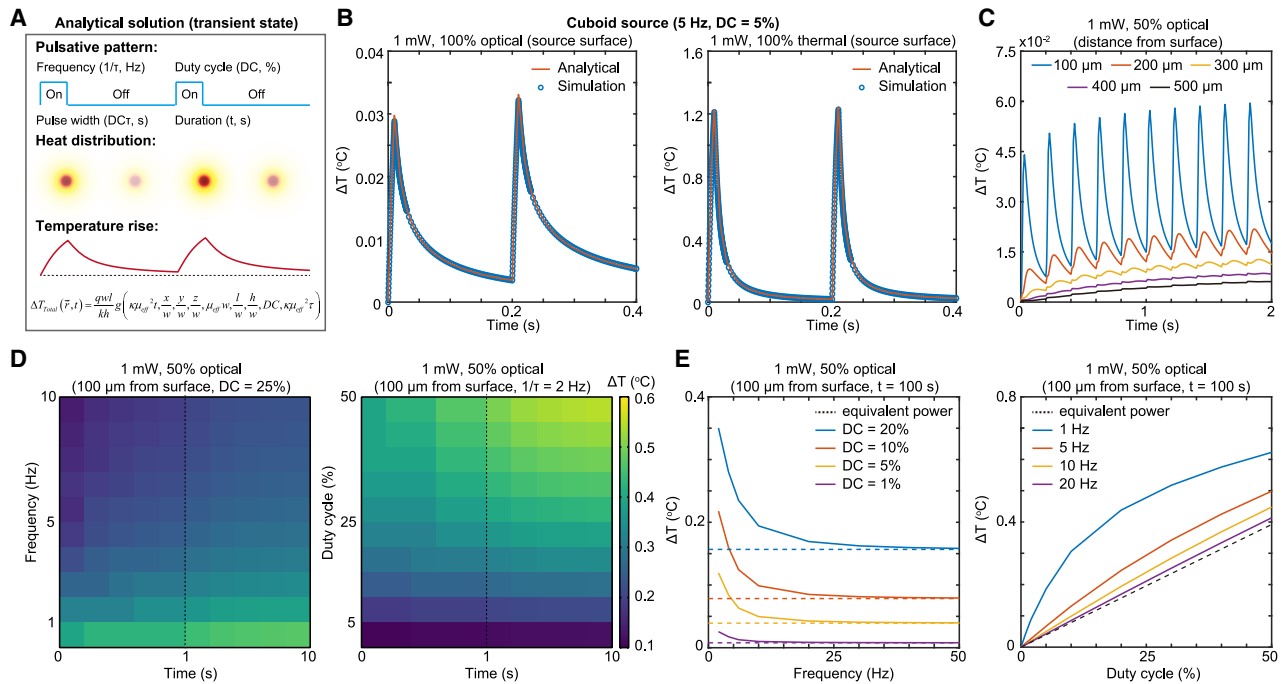 A
Analytical solution (transient state)
Pulsative pattern:
Frequency (1/τ, Hz) Duty cycle (DC, %)
On Off On Off
Pulse width (DCτ, s) Duration (t, s)
Heat distribution:
Temperature rise:
ΔT_Total (r⃗,t) = qwl/kh g(κμ_eff²t, x/w, y/w, z/w, μ_eff w, l/w, h/w, DC, κμ_eff²τ)
B
Cuboid source (5 Hz, DC = 5%)
1 mW, 100% optical (source surface)
Analytical
Simulation
ΔT (°C)
0.04
0.03
0.02
0.01
0
0 0.2 0.4
Time (s)
1 mW, 100% thermal (source surface)
Analytical
Simulation
ΔT (°C)
1.6
1.2
0.8
0.4
0
0 0.2 0.4
Time (s)
C
1 mW, 50% optical
(distance from surface)
×10⁻²
100 µm 200 µm 300 µm
400 µm 500 µm
ΔT (°C)
6.0
4.5
3.0
1.5
0
0 1 2
Time (s)
D
1 mW, 50% optical
(100 µm from surface, DC = 25%)
Frequency (Hz)
10
5
1
0 1 10
Time (s)
1 mW, 50% optical
(100 µm from surface, 1/τ = 2 Hz)
Duty cycle (%)
50
25
5
0 1 10
Time (s)
ΔT (°C)
0.6
0.5
0.4
0.3
0.2
0.1
E
1 mW, 50% optical
(100 µm from surface, t = 100 s)
equivalent power
DC = 20%
DC = 10%
DC = 5%
DC = 1%
ΔT (°C)
0.4
0.2
0
0 50
Frequency (Hz)
1 mW, 50% optical
(100 µm from surface, t = 100 s)
equivalent power
1 Hz
5 Hz
10 Hz
20 Hz
ΔT (°C)
0.8
0.4
0
0 50
Duty cycle (%)